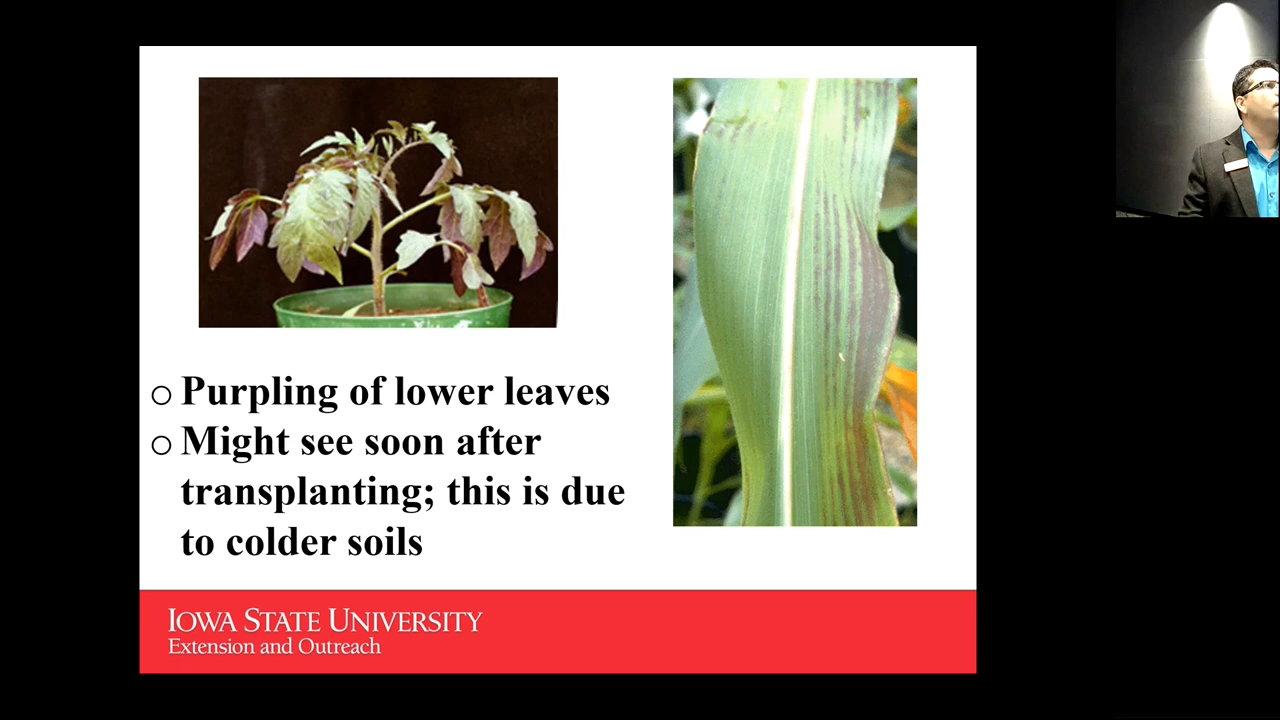 ○ Purpling of lower leaves
○ Might see soon after
transplanting; this is due
to colder soils
IOWA STATE UNIVERSITY
Extension and Outreach